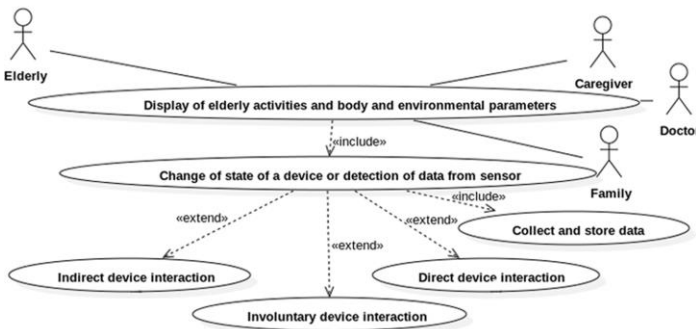 Elderly
Caregiver
Display of elderly activities and body and environmental parameters
Docto
«include»
Change of state of a device or detection of data from sensor
Family
«include»
«extend»
«extend»
Collect and store data
«extend»
Indirect device interaction
Direct device interaction
Involuntary device interaction